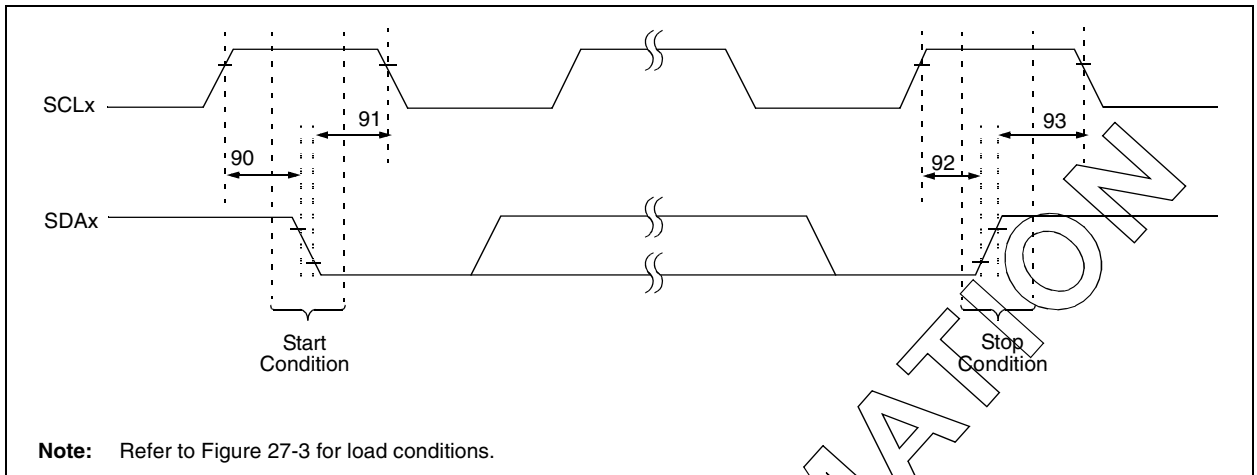 SCLx
91
93
90
92
SDAx
Start
Condition
Stop
Condition
Note: Refer to Figure 27-3 for load conditions.
MATION